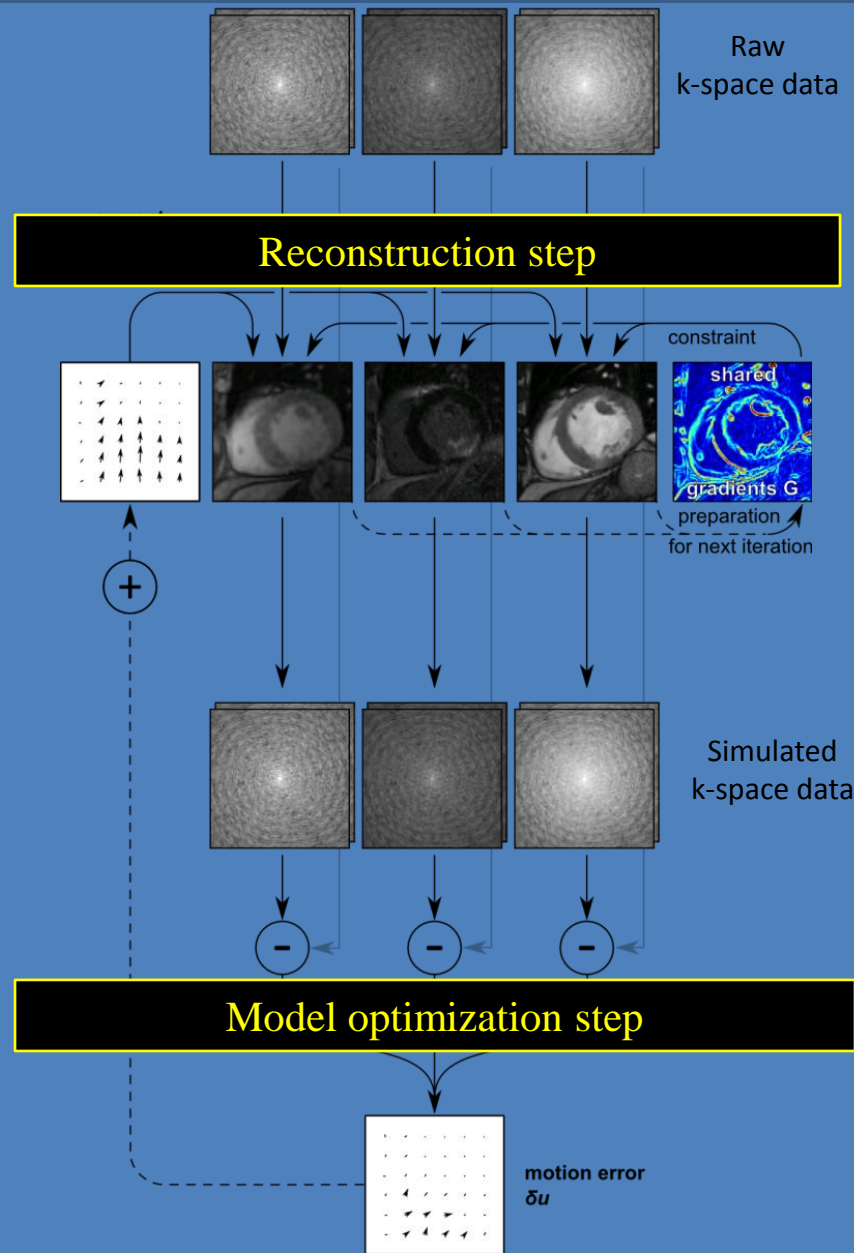 Raw
k-space data
Reconstruction step
constraint
shared
gradients G
preparation
for next iteration
+
Simulated
k-space data
- - -
Model optimization step
motion error
δu